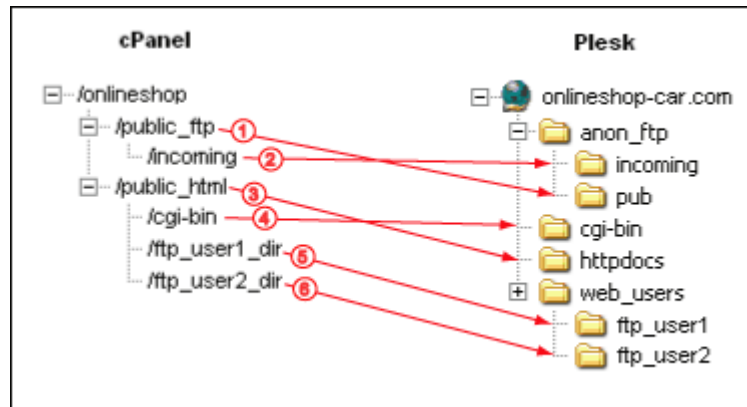 cPanel
/onlineshop
/public_ftp
1
/incoming
2
/public_html
3
/cgi-bin
4
/ftp_user1_dir
5
/ftp_user2_dir
6
Plesk
onlineshop-car.com
anon_ftp
incoming
pub
cgi-bin
httpdocs
web_users
ftp_user1
ftp_user2